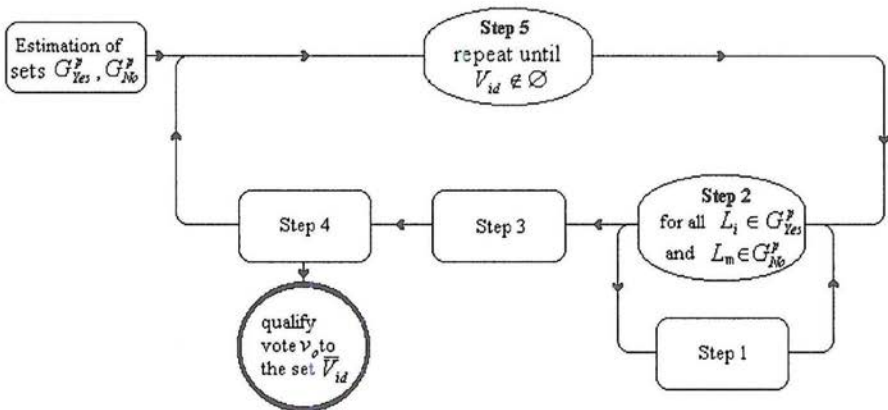 Estimation of
sets G^p_Yes , G^p_No
Step 5
repeat until
V_id ∉ ∅
Step 2
for all L_i ∈ G^p_Yes
and L_m ∈ G^p_No
Step 4
Step 3
qualify
vote v_o to
the set V̅_id
Step 1